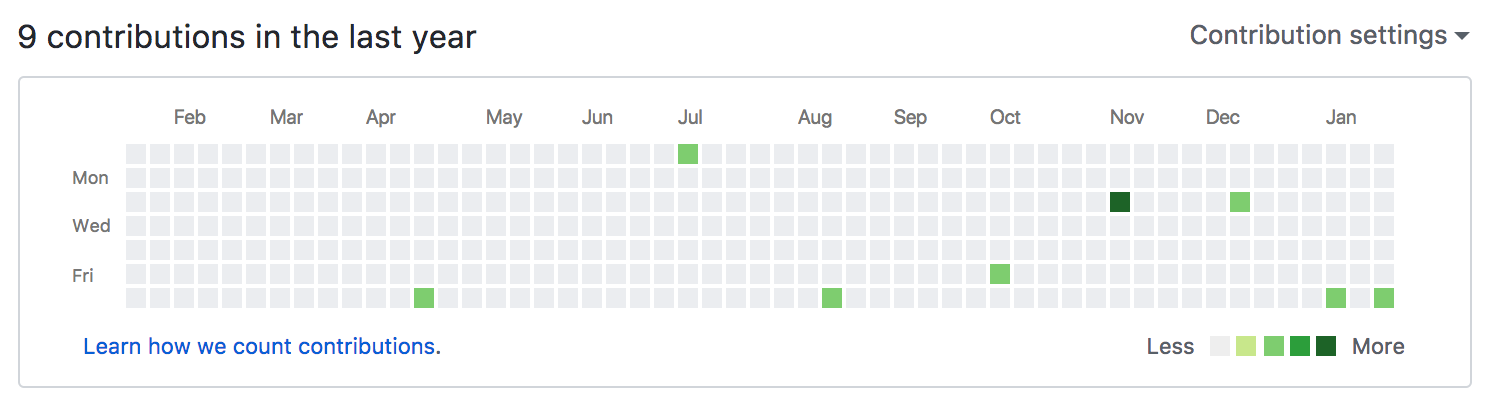 9 contributions in the last year
Contribution settings
Feb Mar Apr May Jun Jul Aug Sep Oct Nov Dec Jan
Mon
Wed
Fri
Learn how we count contributions.
Less More